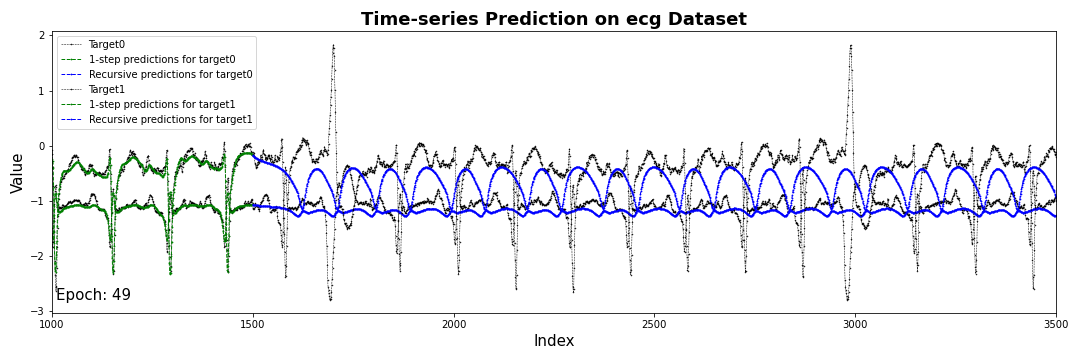 Time-series Prediction on ecg Dataset
Target0
1-step predictions for target0
Recursive predictions for target0
Target1
1-step predictions for target1
Recursive predictions for target1
2
1
0
−1
−2
−3
Value
Epoch: 49
1000
1500
2000
2500
3000
3500
Index